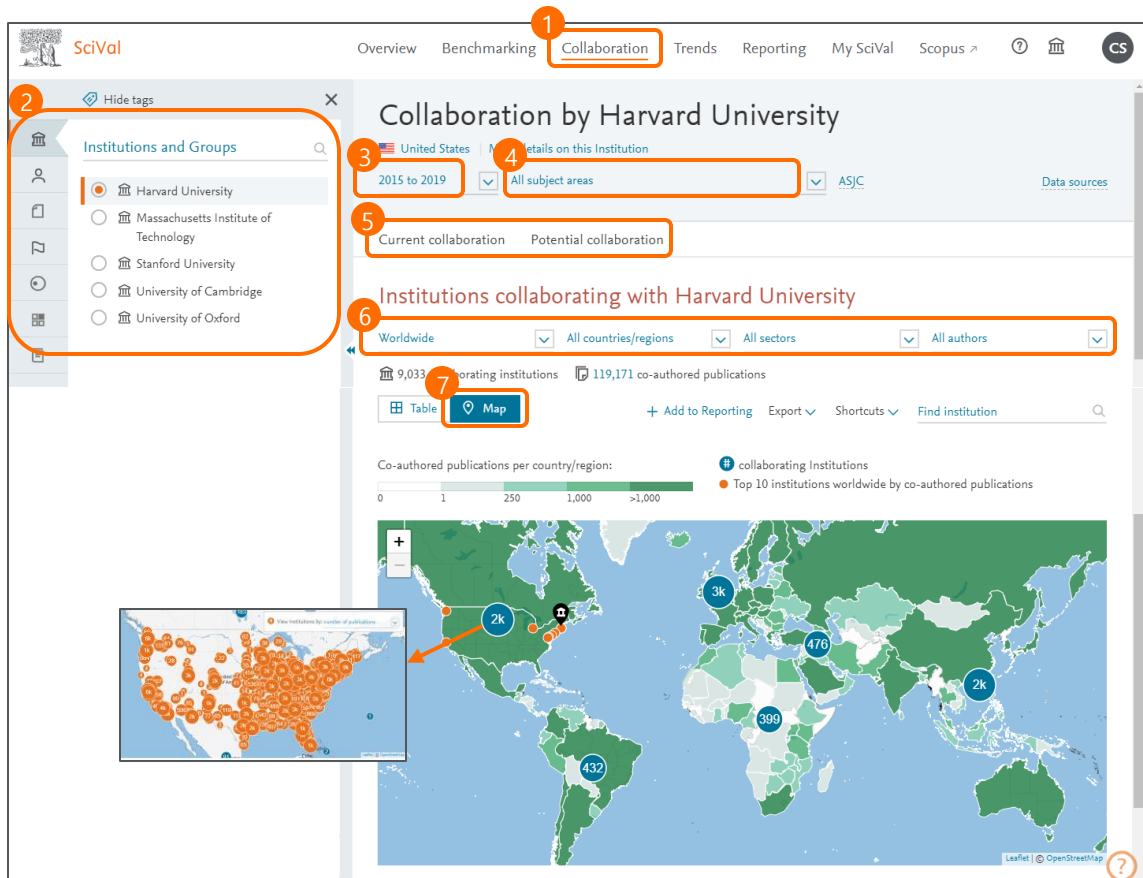 1
SciVal
Overview Benchmarking Collaboration Trends Reporting My SciVal Scopus ↗ ? CS
2
Hide tags ×
Institutions and Groups
Harvard University
Massachusetts Institute of
Technology
Stanford University
University of Cambridge
University of Oxford
Collaboration by Harvard University
United States details on this Institution
3
4
2015 to 2019 All subject areas ASJC Data sources
5
Current collaboration Potential collaboration
Institutions collaborating with Harvard University
6
Worldwide All countries/regions All sectors All authors
9,033 institutions 119,171 co-authored publications
7
Table Map + Add to Reporting Export Shortcuts Find institution
Co-authored publications per country/region: # collaborating Institutions
Top 10 institutions worldwide by co-authored publications
0 1 250 1,000 >1,000
+
−
3k
2k
476
2k
399
432
View institutions by: number of publications
Leaflet | © OpenStreetMap
?